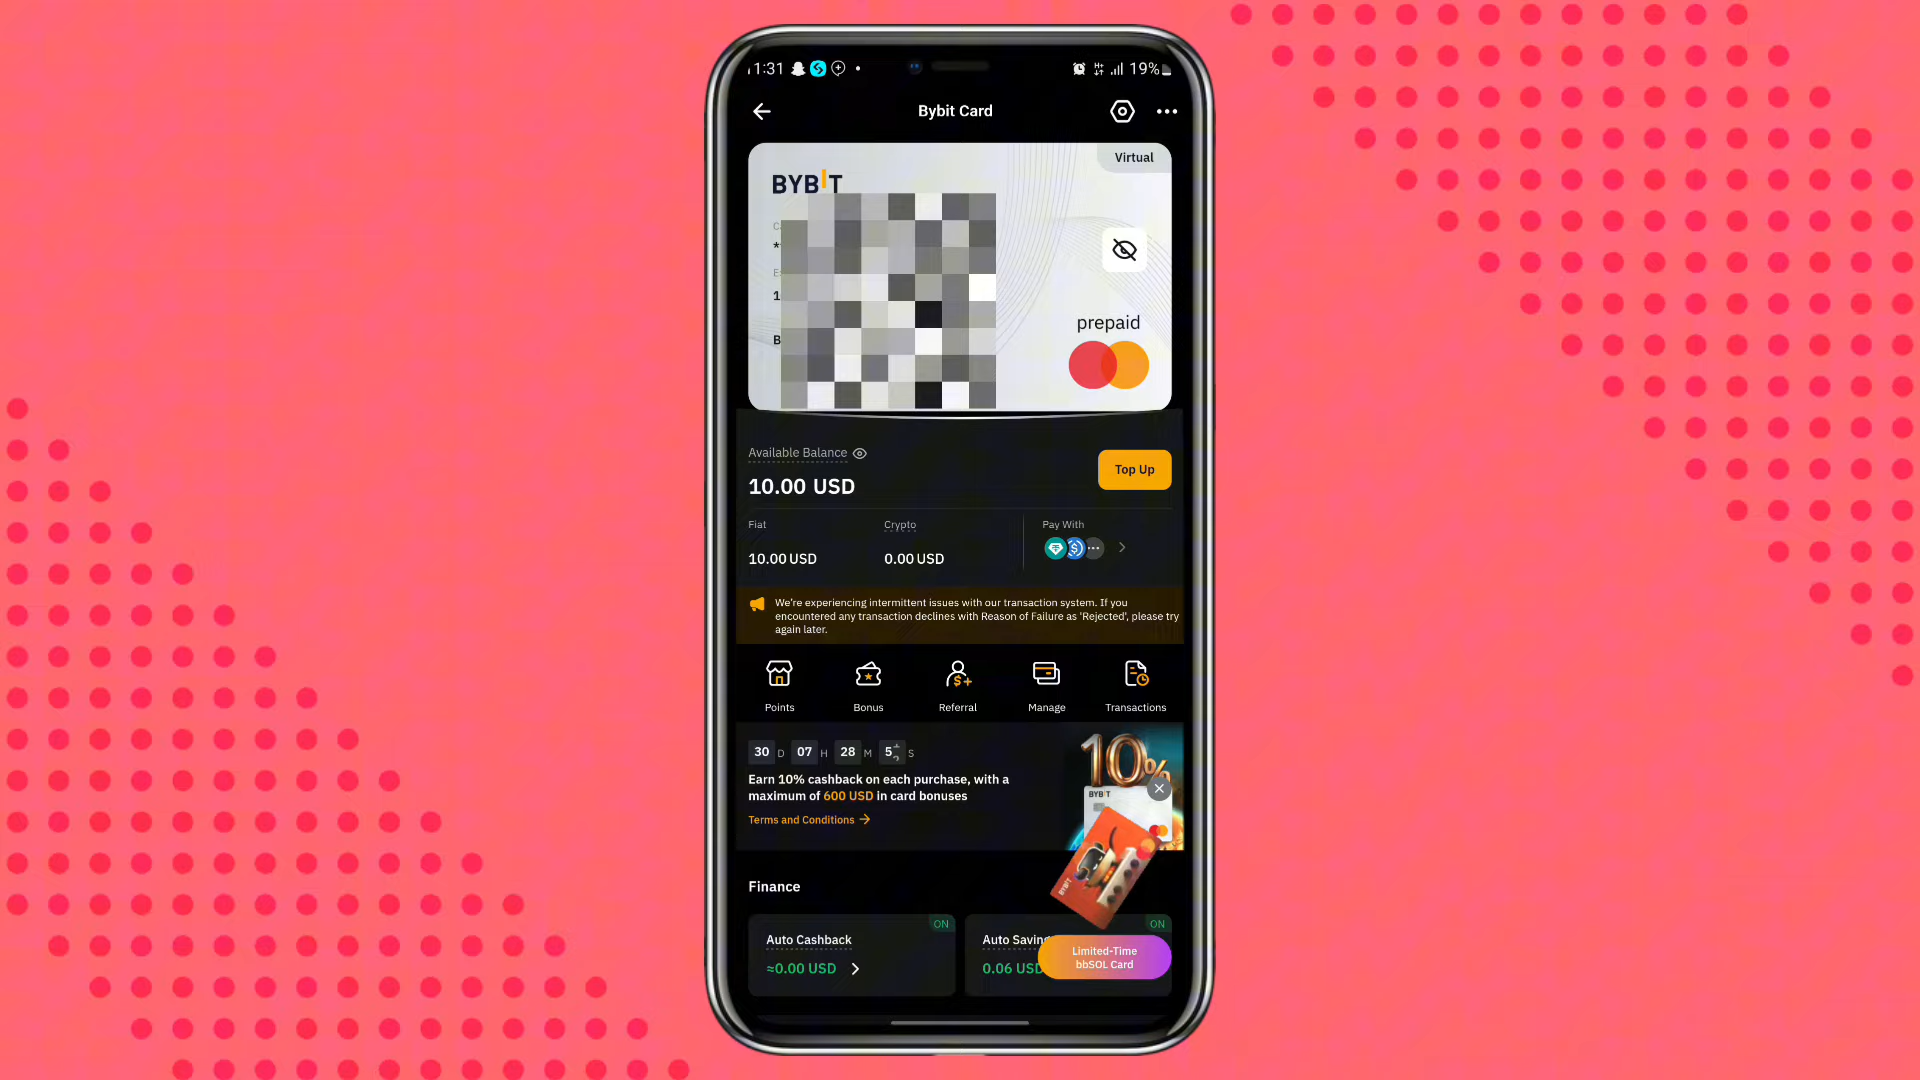 1:31
19%
Bybit Card
Virtual
BYBIT
prepaid
Available Balance
10.00 USD
Top Up
Fiat
Crypto
Pay With
10.00 USD
0.00 USD
We're experiencing intermittent issues with our transaction system. If you
encountered any transaction declines with Reason of Failure as 'Rejected', please try
again later.
Points
Bonus
Referral
Manage
Transactions
30 D 07 H 28 M S
Earn 10% cashback on each purchase, with a
maximum of 600 USD in card bonuses
Terms and Conditions
10%
BYBIT
BYBIT
Finance
ON
Auto Cashback
≈0.00 USD
ON
Auto Saving
0.06 USD
Limited-Time
bbSOL Card